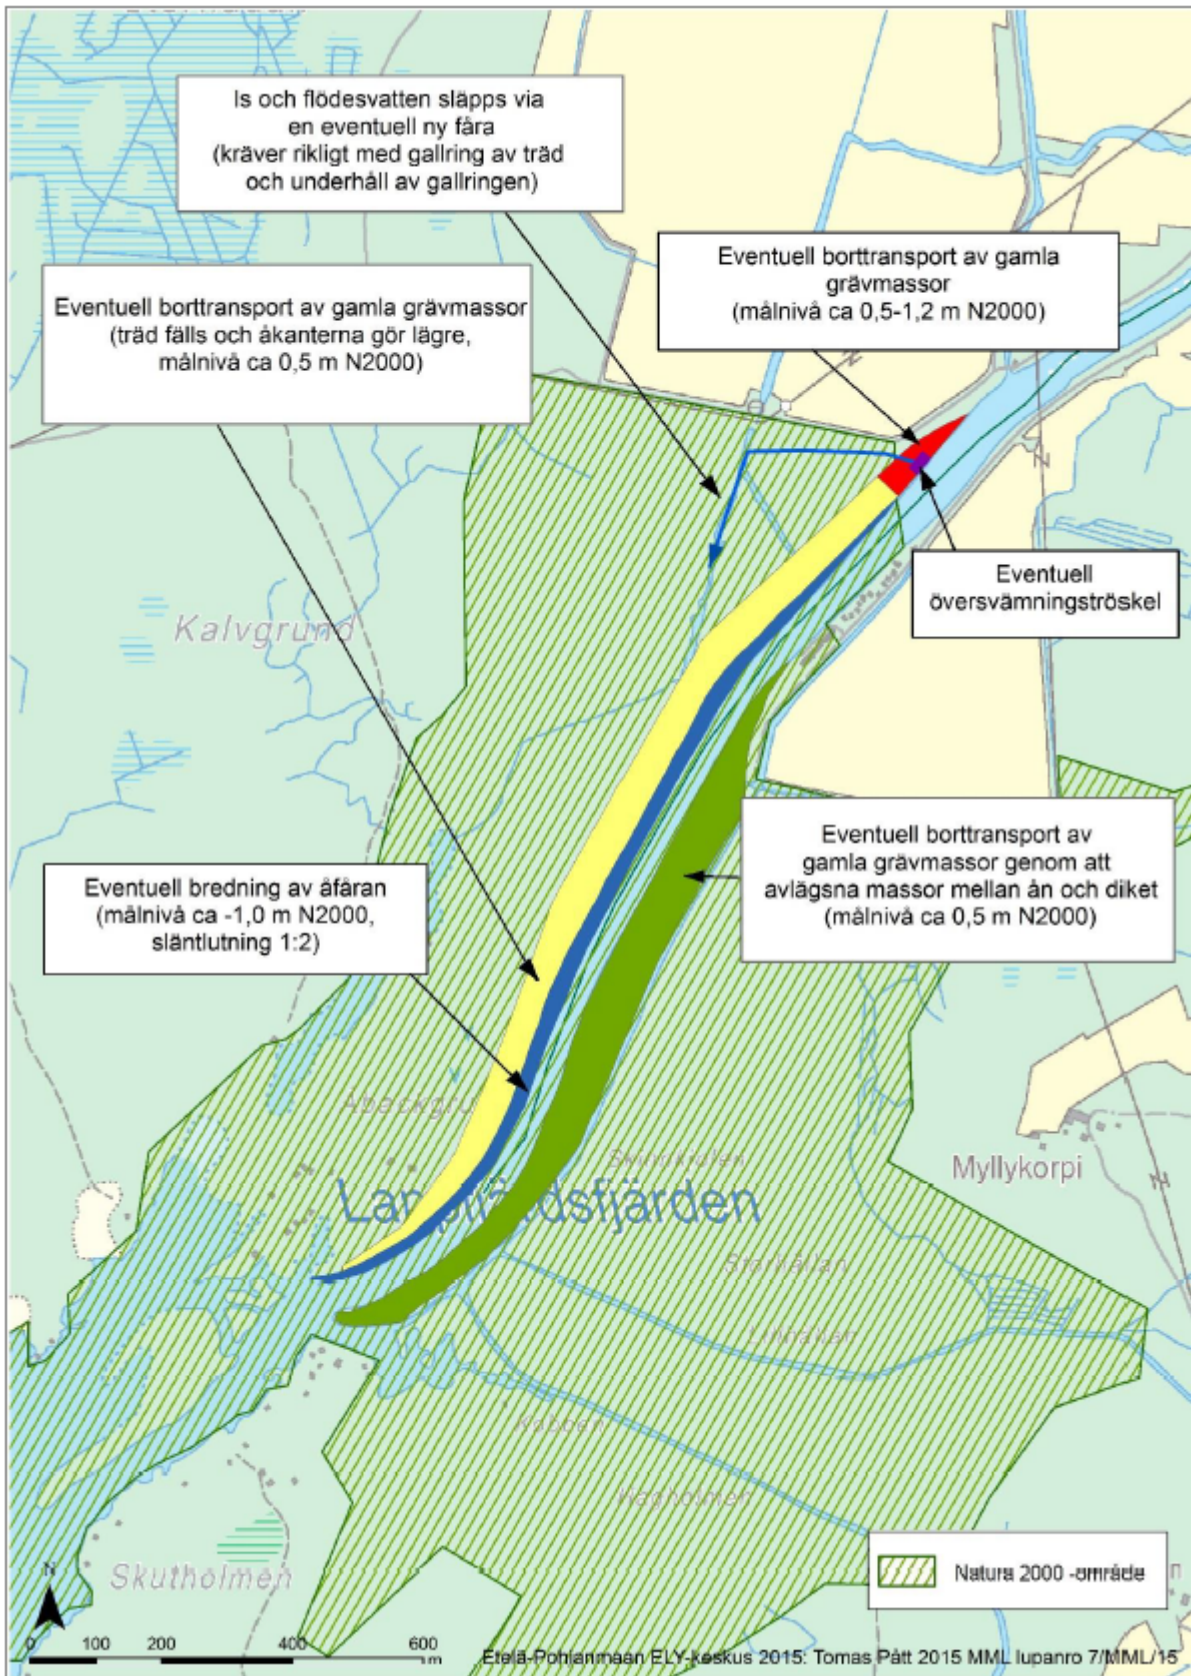 Is och flödesvatten släpps via
en eventuell ny fåra
(kräver rikligt med gallring av träd
och underhåll av gallringen)
Eventuell borttransport av gamla
grävmassor
(målnivå ca 0,5-1,2 m N2000)
Eventuell borttransport av gamla grävmassor
(träd fälls och åkanterna gör lägre,
målnivå ca 0,5 m N2000)
Eventuell
översvämningströskel
Kalvgrund
Eventuell borttransport av
gamla grävmassor genom att
avlägsna massor mellan ån och diket
(målnivå ca 0,5 m N2000)
Eventuell bredning av åfåran
(målnivå ca -1,0 m N2000,
släntlutning 1:2)
Myllykorpi
Hagholmen
Skutholmen
Natura 2000 -område
N
0 100 200 400 600
m
Etelä-Pohjanmaan ELY-keskus 2015: Tomas Pått 2015 MML lupanro 7/MML/15